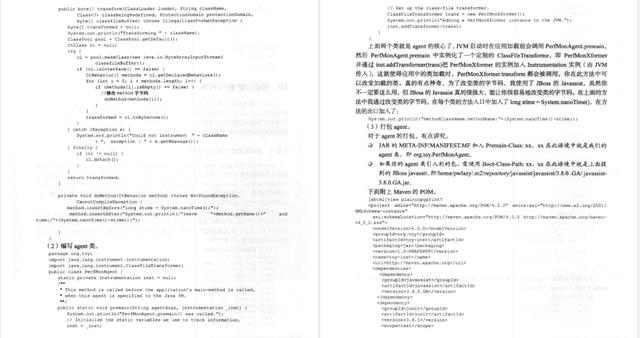 public byte[] transform(ClassLoader loader, String className,
Class<?> classBeingRedefined, ProtectionDomain protectionDomain,
byte[] classfileBuffer) throws IllegalClassFormatException {
byte[] transformed = null;
System.out.println("Transforming " + className);
ClassPool pool = ClassPool.getDefault();
CtClass cl = null;
try {
cl = pool.makeClass(new java.io.ByteArrayInputStream(
classfileBuffer));
if (cl.isInterface() == false) {
CtBehavior[] methods = cl.getDeclaredBehaviors();
for (int i = 0; i < methods.length; i++) {
if (methods[i].isEmpty() == false) {
//修改method字节码
doMethod(methods[i]);
}
}
transformed = cl.toBytecode();
}
} catch (Exception e) {
System.err.println("Could not instrument " + className
+ ", exception : " + e.getMessage());
} finally {
if (cl != null) {
cl.detach();
}
}
return transformed;
}
private void doMethod(CtBehavior method) throws NotFoundException,
CannotCompileException {
method.insertBefore("long stime = System.nanoTime();");
method.insertAfter("System.out.println(\"leave "+method.getName()+" and
time:\"+(System.nanoTime()-stime));");
}
}
(2)编写 agent 类。
package org.toy;
import java.lang.instrument.Instrumentation;
import java.lang.instrument.ClassFileTransformer;
public class PerfMonAgent {
static private Instrumentation inst = null;
/**
* This method is called before the application's main-method is called,
* when this agent is specified to the Java VM.
**/
public static void premain(String agentArgs, Instrumentation _inst) {
System.out.println("PerfMonAgent.premain() was called.");
// Initialize the static variables we use to track information.
inst = _inst;
// Set up the class-file transformer.
ClassFileTransformer trans = new PerfMonXformer();
System.out.println("Adding a PerfMonXformer instance to the JVM.");
inst.addTransformer(trans);
}
}
上面两个类就是 agent 的核心了,JVM 启动时在应用加载前会调用 PerfMonAgent.premain,
然后 PerfMonAgent.premain 中实例化了一个定制的 ClassFileTransforme,即 PerfMonXformer
并通过 inst.addTransformer(trans)把 PerfMonXformer 的实例加入 Instrumentation 实例(由 JVM
传入),这就使得应用中的类加载时,PerfMonXformer.transform 都会被调用,你在此方法中可
以改变加载的类。真的有点神奇,为了改变类的字节码,我使用了 JBoss 的 Javassist,虽然你
不一定要这么用,但 JBoss 的 Javassist 真的很强大,能让你很容易地改变类的字节码。在上面的方
法中我通过改变类的字节码,在每个类的方法入口中加入了 long stime = System.nanoTime(),在方
法的出口加入了:
System.out.println("methodClassName.methodName:"+(System.nanoTime()-stime));
(3)打包 agent。
对于 agent 的打包,有点讲究。
JAR 的 META-INF/MANIFEST.MF 加入 Premain-Class: xx,xx 在此语境中就是我们的
agent 类,即 org.toy.PerfMonAgent。
如果你的 agent 类引入别的包,需使用 Boot-Class-Path: xx,xx 在此语境中就是上面提
到的 JBoss javassist,即/home/pwlazy/.m2/repository/javassist/javassist/3.8.0 .GA/ javassist-
3.8.0.GA.jar。
下面附上 Maven 的 POM。
[xhtml]view plaincopyprint?
<project xmlns="http://maven.apache.org/POM/4.0.0" xmlns:xsi="http://www.w3.org/2001/
XMLSchema-instance"
xsi:schemaLocation="http://maven.apache.org/POM/4.0.0 http://maven.apache.org/maven-
v4_0_0.xsd">
<modelVersion>4.0.0</modelVersion>
<groupId>org.toy</groupId>
<artifactId>toy-inst</artifactId>
<packaging>jar</packaging>
<version>1.0-SNAPSHOT</version>
<name>toy-inst</name>
<url>http://maven.apache.org</url>
<dependencies>
<dependency>
<groupId>javassist</groupId>
<artifactId>javassist</artifactId>
<version>3.8.0.GA</version>
</dependency>
<dependency>
<groupId>junit</groupId>
<artifactId>junit</artifactId>
<version>3.8.1</version>
<scope>test</scope>